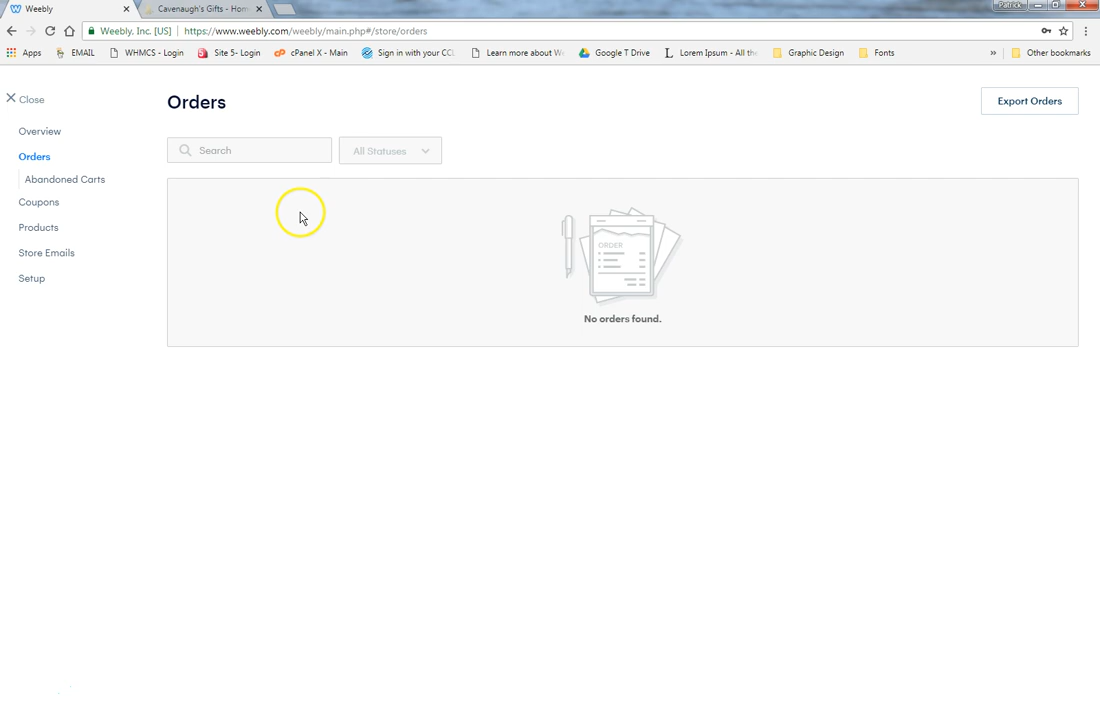 Weebly
Cavenaugh's Gifts - Hom
Patrick
Weebly, Inc. [US]
https://www.weebly.com/weebly/main.php#/store/orders
Apps
EMAIL
WHMCS - Login
Site 5- Login
cPanel X - Main
Sign in with your CCL
Learn more about We
Google T Drive
Lorem Ipsum - All the
Graphic Design
Fonts
»
Other bookmarks
Close
Orders
Export Orders
Overview
Search
All Statuses
Orders
Abandoned Carts
Coupons
Products
Store Emails
Setup
ORDER
No orders found.